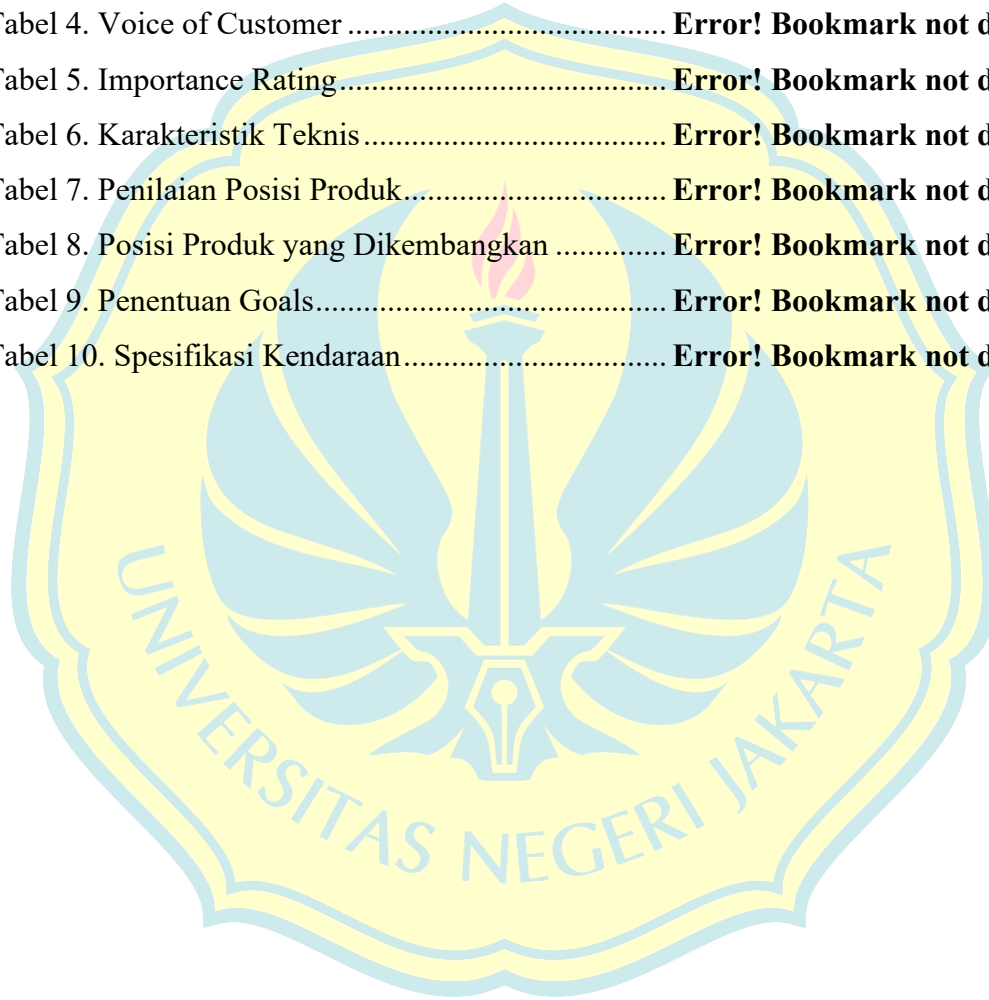 Tabel 4. Voice of Customer ........................................ Error! Bookmark not d
Tabel 5. Importance Rating......................................... Error! Bookmark not d
Tabel 6. Karakteristik Teknis ...................................... Error! Bookmark not d
Tabel 7. Penilaian Posisi Produk................................. Error! Bookmark not d
Tabel 8. Posisi Produk yang Dikembangkan .............. Error! Bookmark not d
Tabel 9. Penentuan Goals............................................ Error! Bookmark not d
Tabel 10. Spesifikasi Kendaraan................................. Error! Bookmark not d
UNIVERSITAS NEGERI JAKARTA